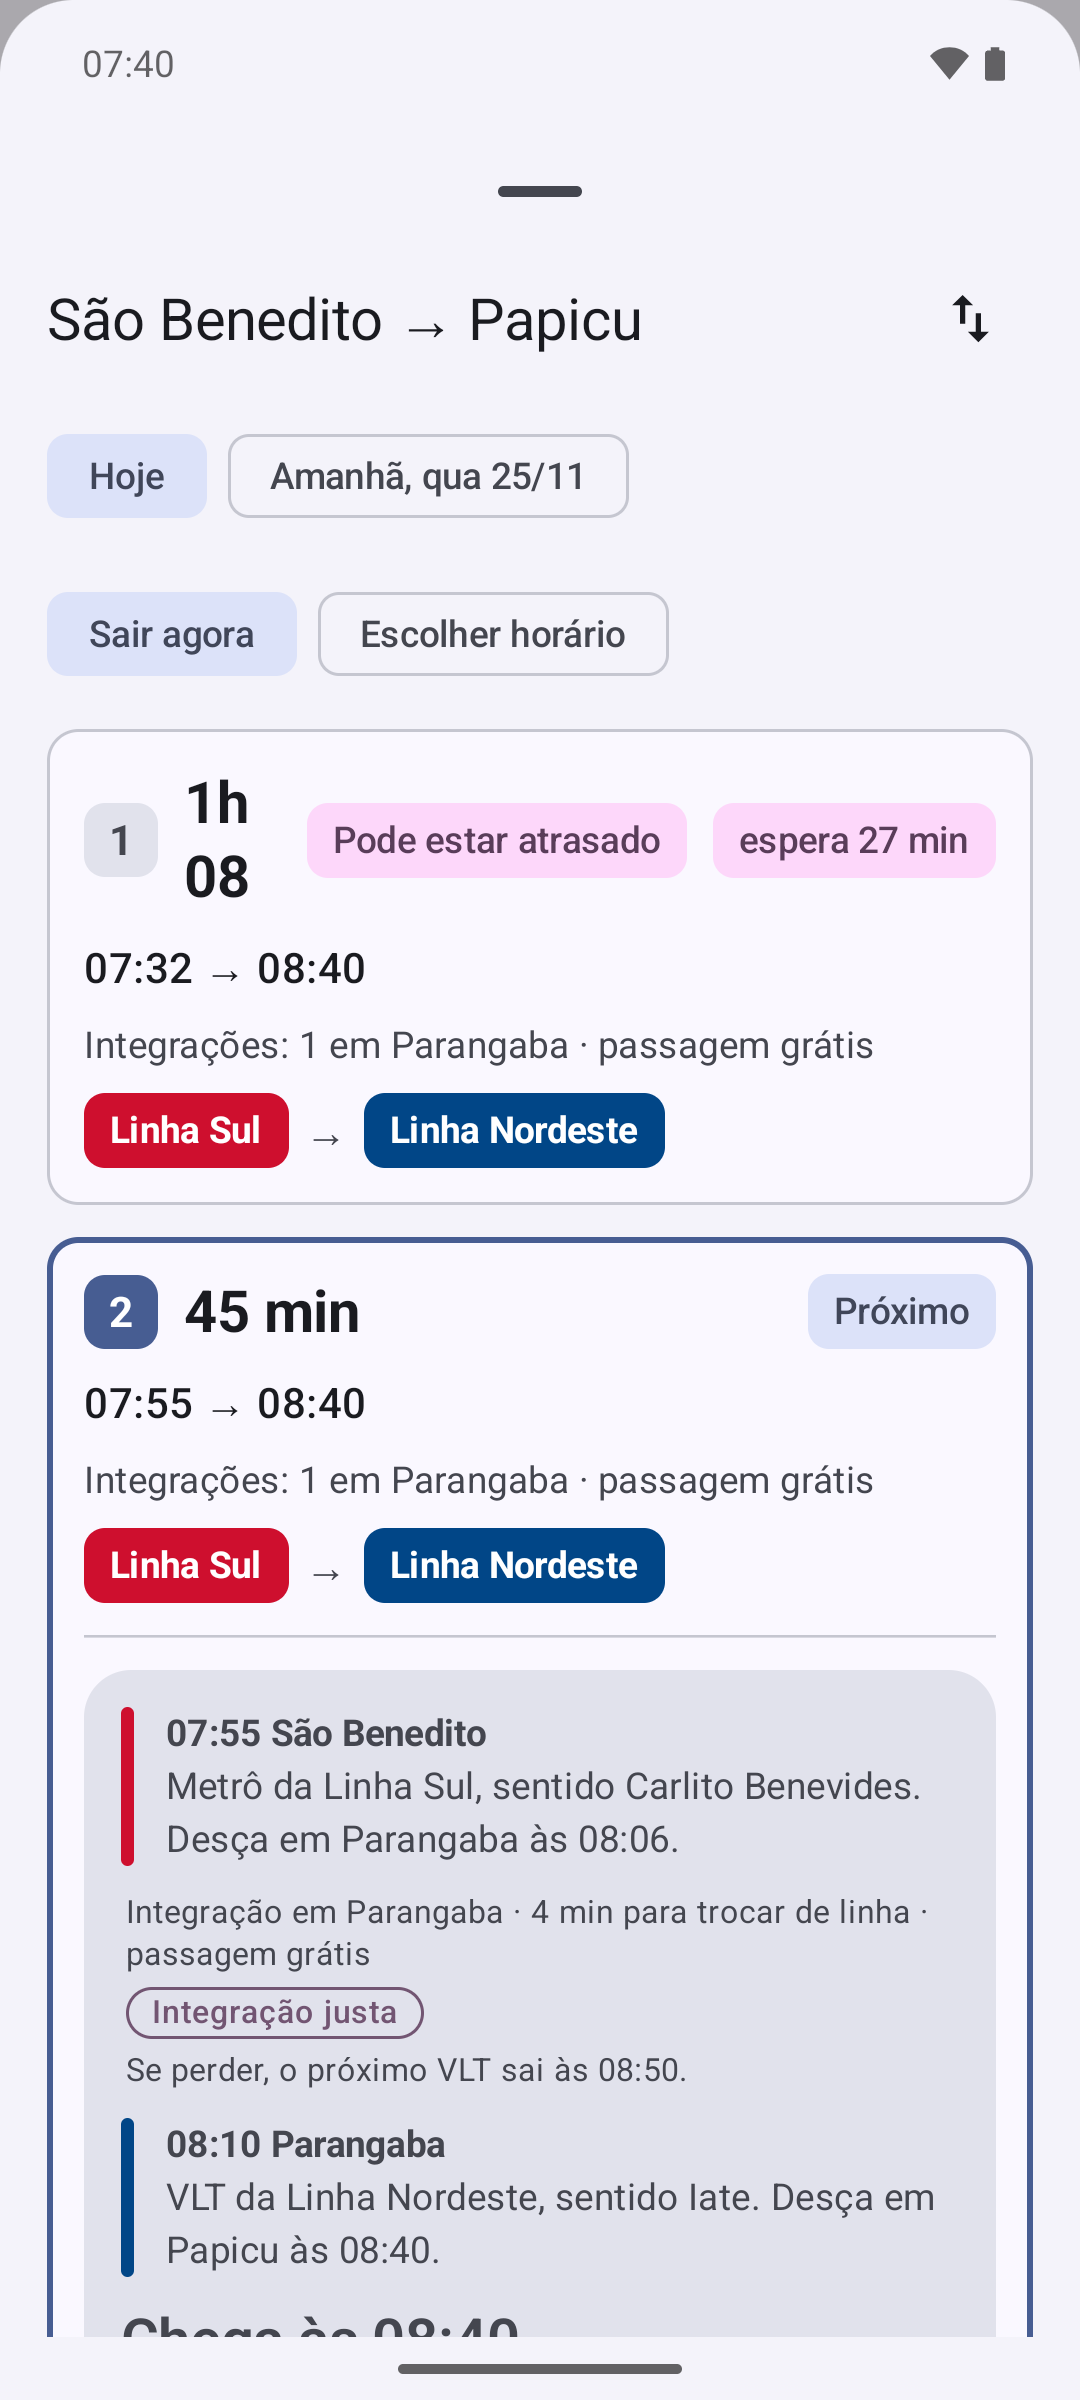 07:40
São Benedito → Papicu
Hoje
Amanhã, qua 25/11
Sair agora
Escolher horário
1
1h
08
Pode estar atrasado
espera 27 min
07:32 → 08:40
Integrações: 1 em Parangaba · passagem grátis
Linha Sul → Linha Nordeste
2
45 min
Próximo
07:55 → 08:40
Integrações: 1 em Parangaba · passagem grátis
Linha Sul → Linha Nordeste
07:55 São Benedito
Metrô da Linha Sul, sentido Carlito Benevides.
Desça em Parangaba às 08:06.
Integração em Parangaba · 4 min para trocar de linha ·
passagem grátis
Integração justa
Se perder, o próximo VLT sai às 08:50.
08:10 Parangaba
VLT da Linha Nordeste, sentido Iate. Desça em
Papicu às 08:40.
Chega às 08:40